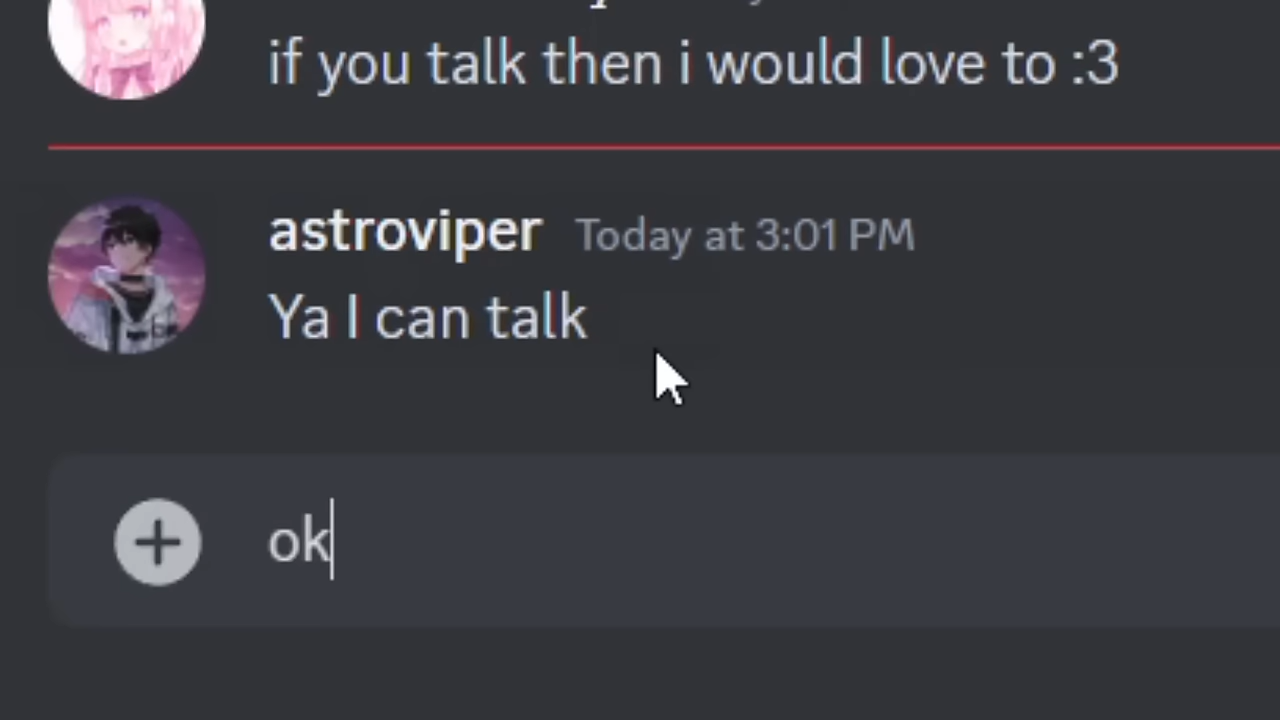 if you talk then i would love to :3
astroviper Today at 3:01 PM
Ya I can talk
ok